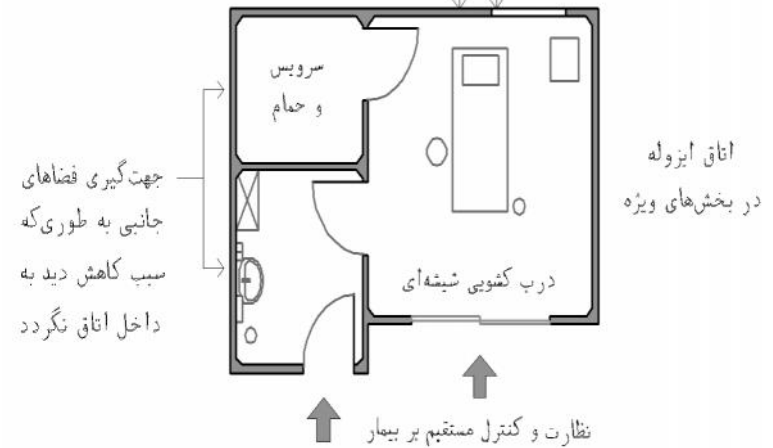 سرویس
و حمام
اتاق ایزوله
در بخش‌های ویژه
جهت‌گیری فضاهای
جانبی به طوری‌که
سبب کاهش دید به
داخل اتاق نگردد
درب کشویی شیشه‌ای
نظارت و کنترل مستقیم بر بیمار